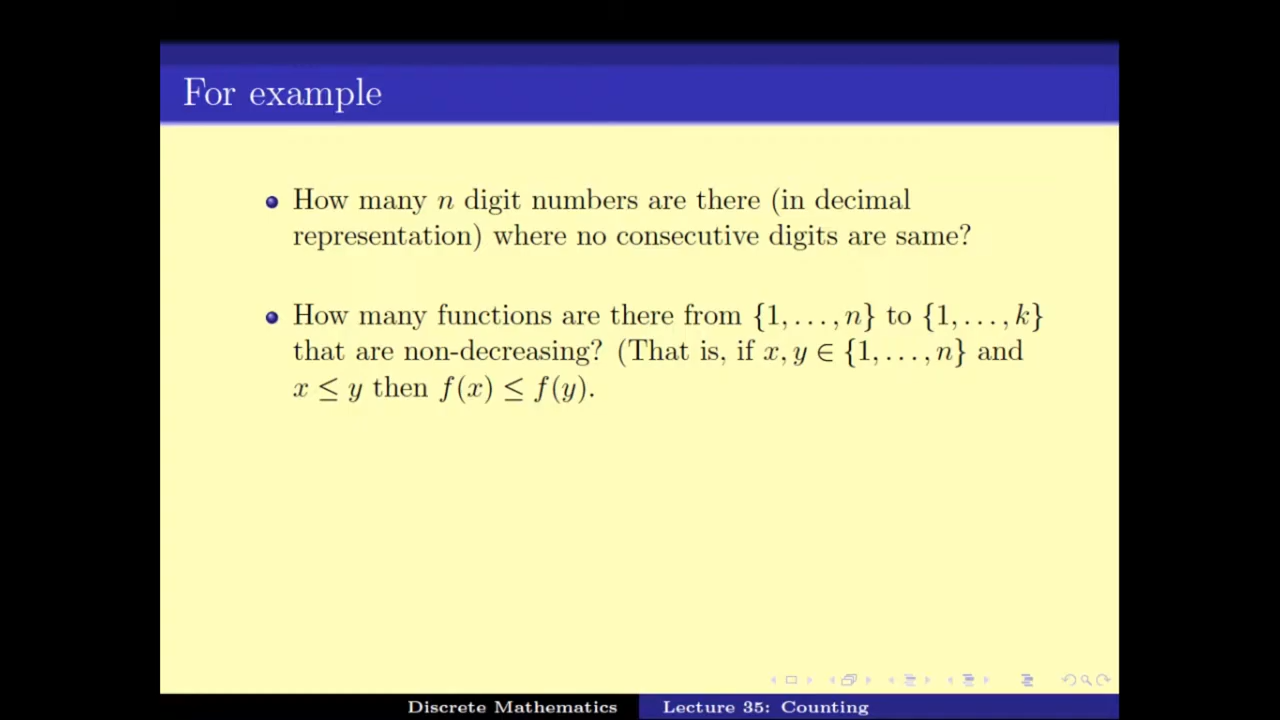 For example
How many n digit numbers are there (in decimal
representation) where no consecutive digits are same?
How many functions are there from {1, . . . , n} to {1, . . . , k}
that are non-decreasing? (That is, if x, y ∈ {1, . . . , n} and
x ≤ y then f(x) ≤ f(y).
Discrete Mathematics
Lecture 35: Counting